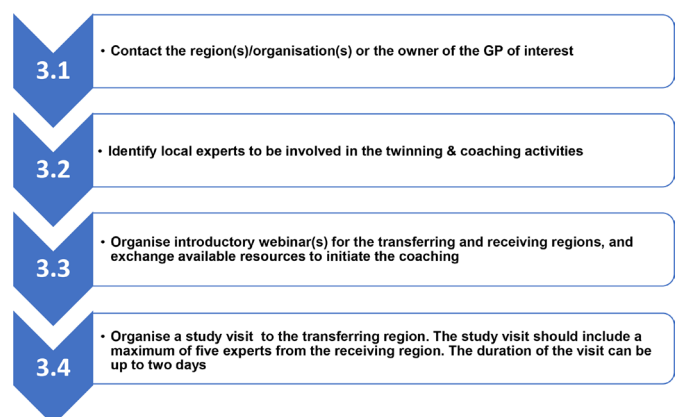 3.1
• Contact the region(s)/organisation(s) or the owner of the GP of interest
3.2
• Identify local experts to be involved in the twinning & coaching activities
3.3
• Organise introductory webinar(s) for the transferring and receiving regions, and
exchange available resources to initiate the coaching
3.4
• Organise a study visit to the transferring region. The study visit should include a
maximum of five experts from the receiving region. The duration of the visit can be
up to two days